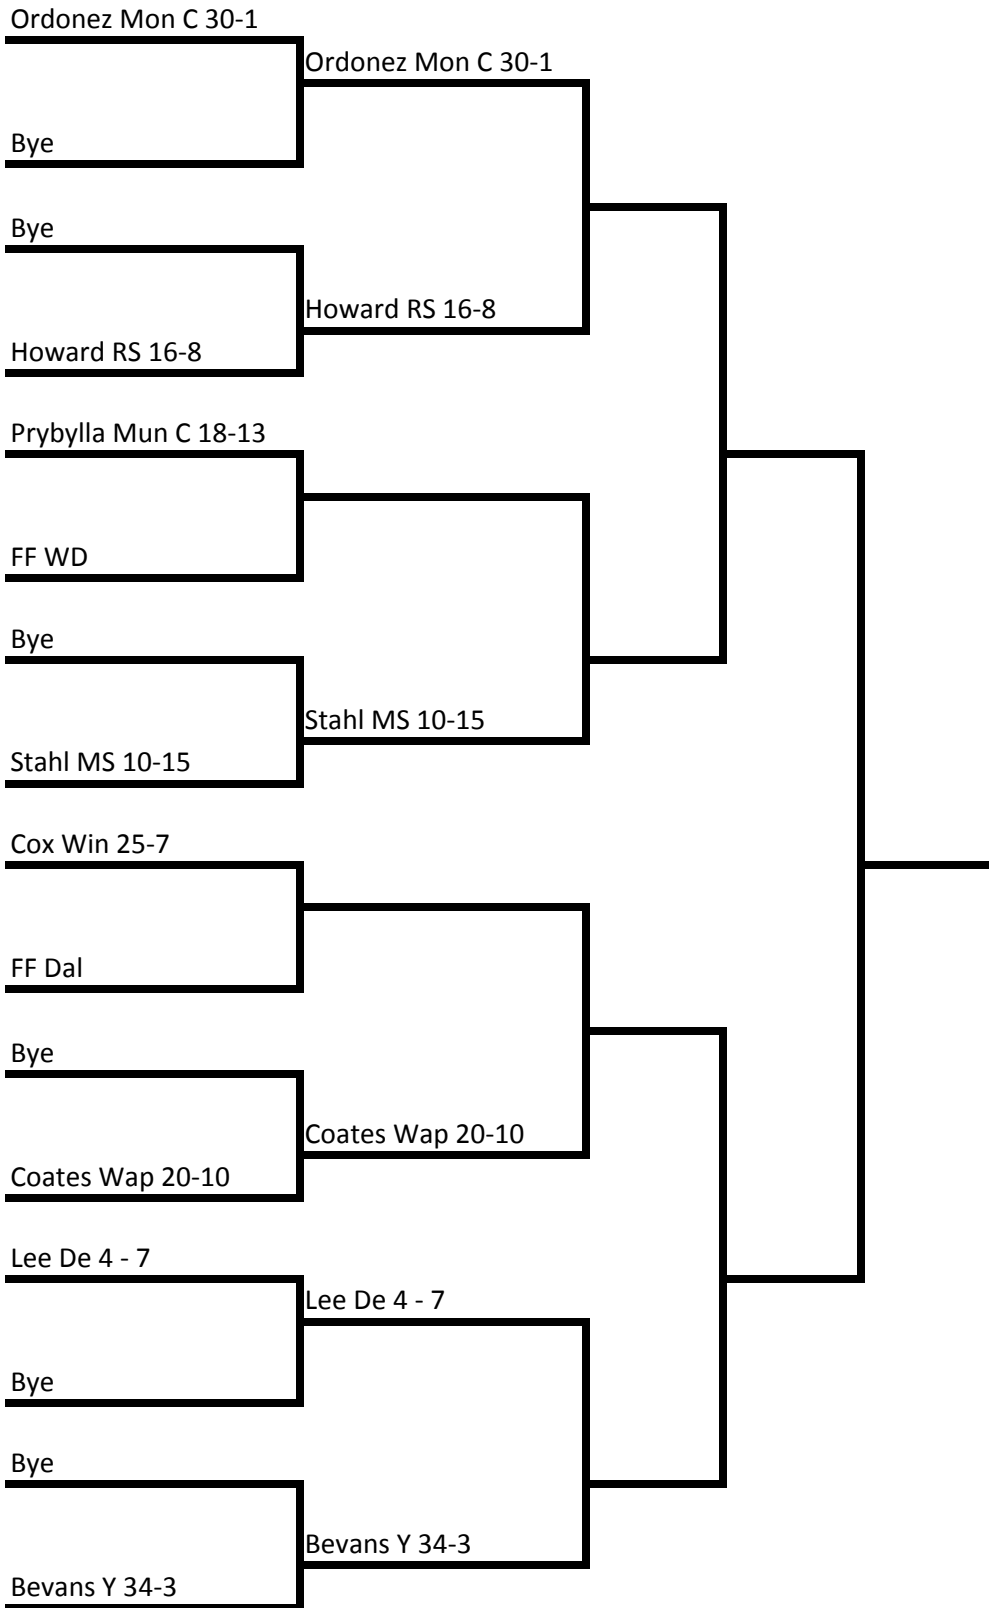 Ordonez Mon C 30-1
Ordonez Mon C 30-1
Bye
Bye
Howard RS 16-8
Howard RS 16-8
Prybylla Mun C 18-13
FF WD
Bye
Stahl MS 10-15
Stahl MS 10-15
Cox Win 25-7
FF Dal
Bye
Coates Wap 20-10
Coates Wap 20-10
Lee De 4 - 7
Lee De 4 - 7
Bye
Bye
Bevans Y 34-3
Bevans Y 34-3